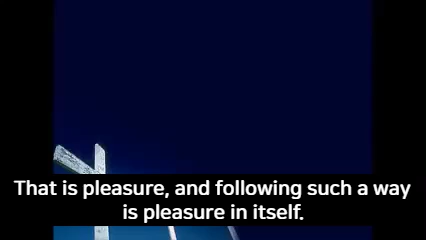 That is pleasure, and following such a way
is pleasure in itself.